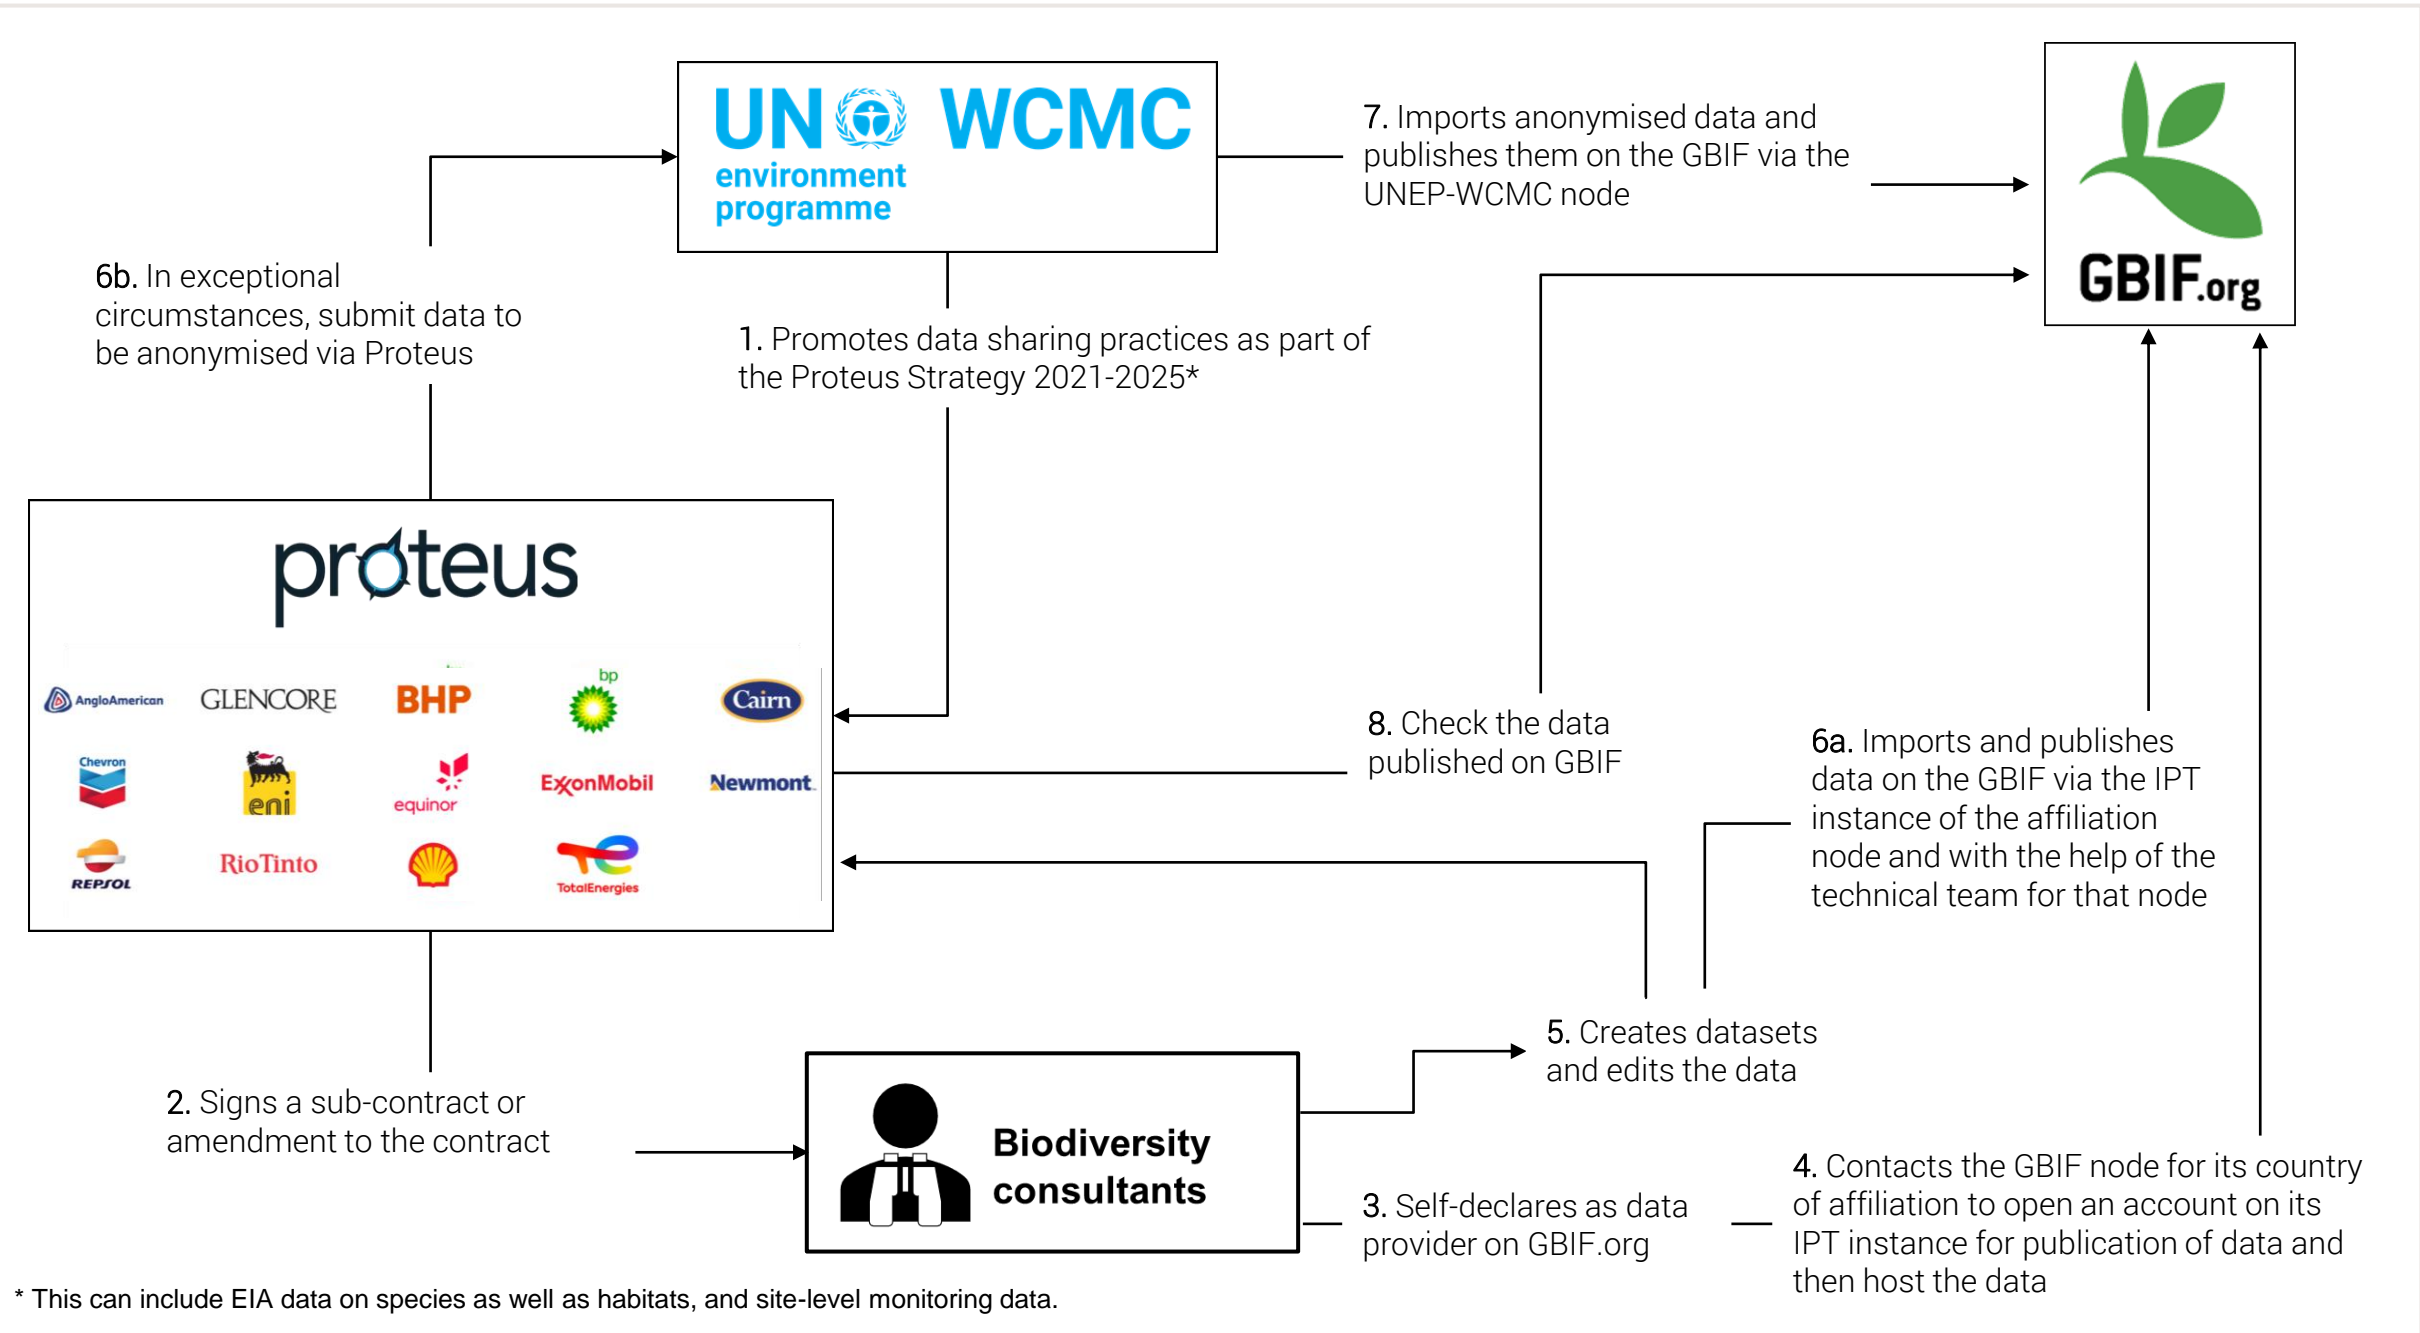 UN WCMC
environment
programme
7. Imports anonymised data and
publishes them on the GBIF via the
UNEP-WCMC node
GBIF.org
6b. In exceptional
circumstances, submit data to
be anonymised via Proteus
1. Promotes data sharing practices as part of
the Proteus Strategy 2021-2025*
proteus
AngloAmerican
GLENCORE
BHP
bp
Cairn
Chevron
eni
equinor
ExxonMobil
Newmont
REPSOL
RioTinto
TotalEnergies
8. Check the data
published on GBIF
6a. Imports and publishes
data on the GBIF via the IPT
instance of the affiliation
node and with the help of the
technical team for that node
5. Creates datasets
and edits the data
2. Signs a sub-contract or
amendment to the contract
Biodiversity
consultants
3. Self-declares as data
provider on GBIF.org
4. Contacts the GBIF node for its country
of affiliation to open an account on its
IPT instance for publication of data and
then host the data
* This can include EIA data on species as well as habitats, and site-level monitoring data.